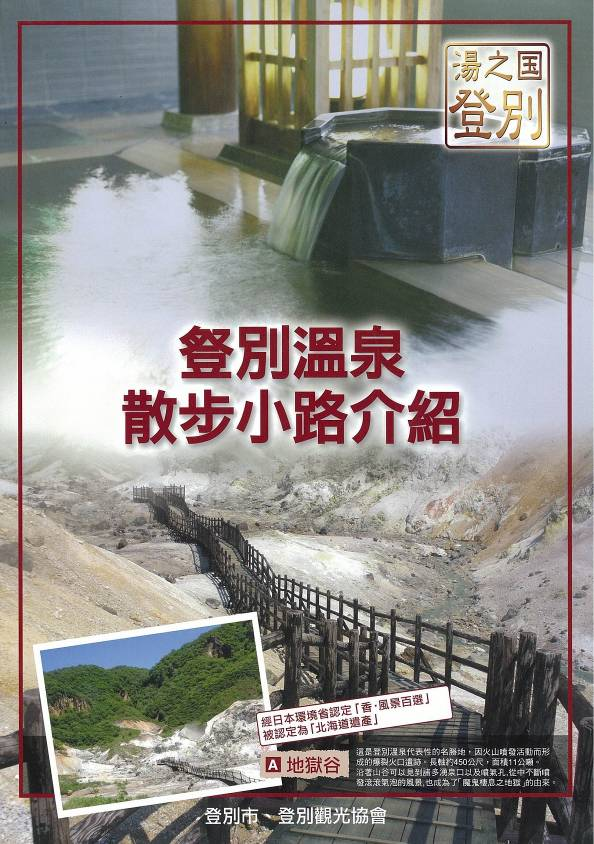 湯之国
登別
登別溫泉
散步小路介紹
經日本環境省認定「香·風景百選」
被認定為「北海道遺產」
A 地獄谷
這是登別溫泉代表性的名勝地，因火山噴發活動而形
成的爆裂火口遺跡。長軸約450公尺，面積11公頃。
沿著山谷可以見到諸多湧泉口以及噴氣孔,從中不斷噴
發滾滾氣泡的風景,也成為了「魔鬼棲息之地獄」的由來。
登別市、登別觀光協會